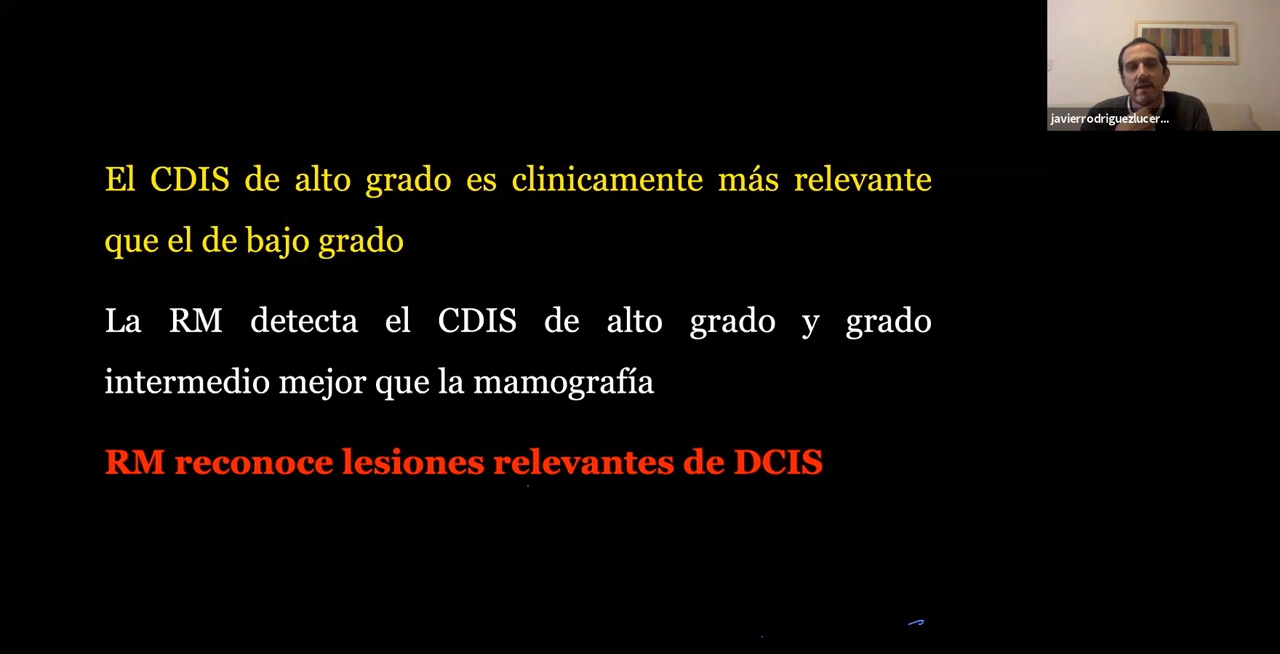 javierrodriguezlucer...
El CDIS de alto grado es clinicamente más relevante
que el de bajo grado
La RM detecta el CDIS de alto grado y grado
intermedio mejor que la mamografía
RM reconoce lesiones relevantes de DCIS